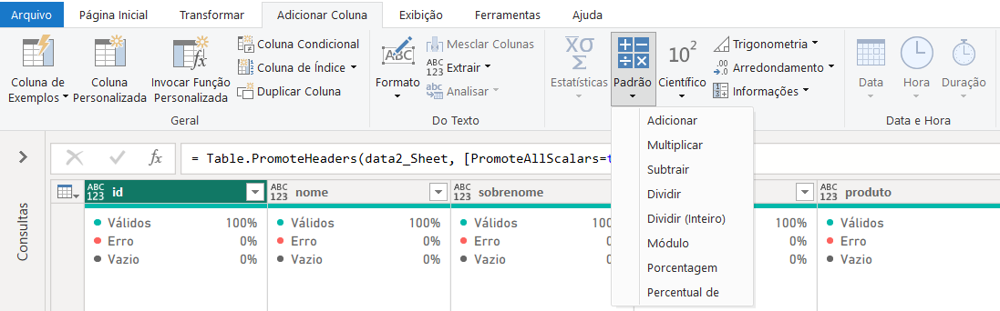 Arquivo Página Inicial Transformar Adicionar Coluna Exibição Ferramentas Ajuda
Coluna de Exemplos
Coluna Personalizada
Invocar Função Personalizada
Coluna Condicional
Coluna de Índice
Duplicar Coluna
Geral
ABC
Formato
Mesclar Colunas
ABC
123
Extrair
ABC
123
Analisar
Do Texto
XΟ
Estatísticas
Padrão
10²
Científico
Trigonometria
.00
.0
Arredondamento
Informações
Data
Hora
Duração
Data e Hora
Adicionar
Multiplicar
Subtrair
Dividir
Dividir (Inteiro)
Módulo
Porcentagem
Percentual de
Consultas
fx
= Table.PromoteHeaders(data2_Sheet, [PromoteAllScalars=t
ABC
123
id
ABC
123
nome
ABC
123
sobrenome
ABC
123
produto
Válidos 100% Válidos 100% Válidos 100% Válidos
Erro 0% Erro 0% Erro 0% Erro
Vazio 0% Vazio 0% Vazio 0% Vazio